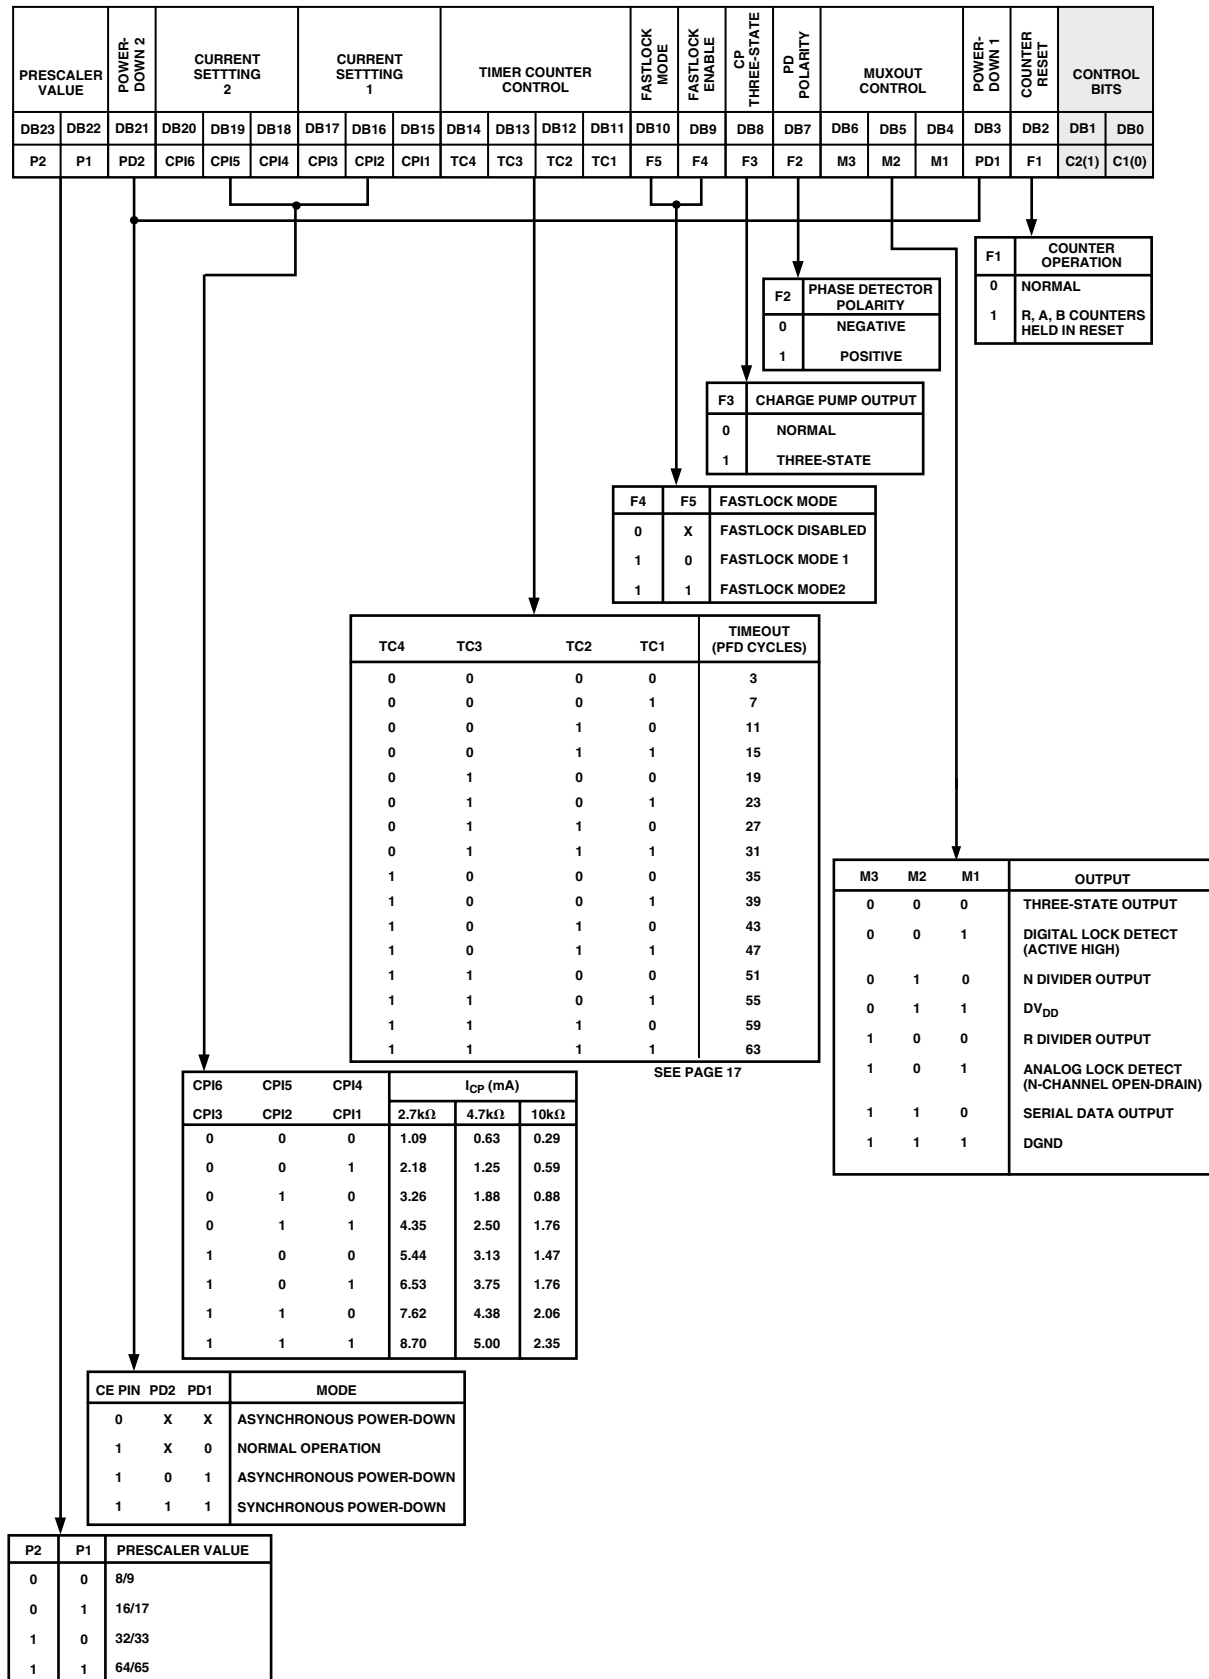 PRESCALER VALUE POWER-DOWN 2 CURRENT SETTTING 2 CURRENT SETTTING 1 TIMER COUNTER CONTROL FASTLOCK MODE FASTLOCK ENABLE CP THREE-STATE PD POLARITY MUXOUT CONTROL POWER-DOWN 1 COUNTER RESET CONTROL BITS
DB23 DB22 DB21 DB20 DB19 DB18 DB17 DB16 DB15 DB14 DB13 DB12 DB11 DB10 DB9 DB8 DB7 DB6 DB5 DB4 DB3 DB2 DB1 DB0
P2 P1 PD2 CPI6 CPI5 CPI4 CPI3 CPI2 CPI1 TC4 TC3 TC2 TC1 F5 F4 F3 F2 M3 M2 M1 PD1 F1 C2(1) C1(0)
F1 COUNTER OPERATION
0 NORMAL
1 R, A, B COUNTERS
HELD IN RESET
F2 PHASE DETECTOR POLARITY
0 NEGATIVE
1 POSITIVE
F3 CHARGE PUMP OUTPUT
0 NORMAL
1 THREE-STATE
F4 F5 FASTLOCK MODE
0 X FASTLOCK DISABLED
1 0 FASTLOCK MODE 1
1 1 FASTLOCK MODE2
TC4 TC3 TC2 TC1 TIMEOUT (PFD CYCLES)
0 0 0 0 3
0 0 0 1 7
0 0 1 0 11
0 0 1 1 15
0 1 0 0 19
0 1 0 1 23
0 1 1 0 27
0 1 1 1 31
1 0 0 0 35
1 0 0 1 39
1 0 1 0 43
1 0 1 1 47
1 1 0 0 51
1 1 0 1 55
1 1 1 0 59
1 1 1 1 63
SEE PAGE 17
M3 M2 M1 OUTPUT
0 0 0 THREE-STATE OUTPUT
0 0 1 DIGITAL LOCK DETECT
(ACTIVE HIGH)
0 1 0 N DIVIDER OUTPUT
0 1 1 DVDD
1 0 0 R DIVIDER OUTPUT
1 0 1 ANALOG LOCK DETECT
(N-CHANNEL OPEN-DRAIN)
1 1 0 SERIAL DATA OUTPUT
1 1 1 DGND
CPI6 CPI5 CPI4 ICP (mA)
CPI3 CPI2 CPI1 2.7kΩ 4.7kΩ 10kΩ
0 0 0 1.09 0.63 0.29
0 0 1 2.18 1.25 0.59
0 1 0 3.26 1.88 0.88
0 1 1 4.35 2.50 1.76
1 0 0 5.44 3.13 1.47
1 0 1 6.53 3.75 1.76
1 1 0 7.62 4.38 2.06
1 1 1 8.70 5.00 2.35
CE PIN PD2 PD1 MODE
0 X X ASYNCHRONOUS POWER-DOWN
1 X 0 NORMAL OPERATION
1 0 1 ASYNCHRONOUS POWER-DOWN
1 1 1 SYNCHRONOUS POWER-DOWN
P2 P1 PRESCALER VALUE
0 0 8/9
0 1 16/17
1 0 32/33
1 1 64/65